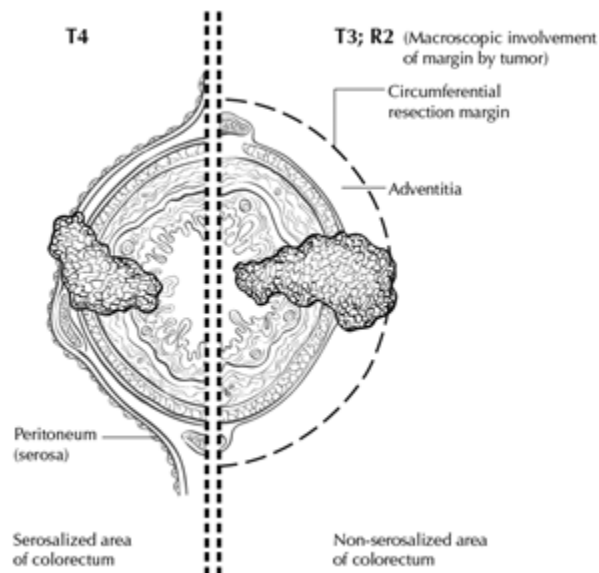 T4
T3; R2 (Macroscopic involvement
of margin by tumor)
Circumferential
resection margin
Adventitia
Peritoneum
(serosa)
Serosalized area
of colorectum
Non-serosalized area
of colorectum